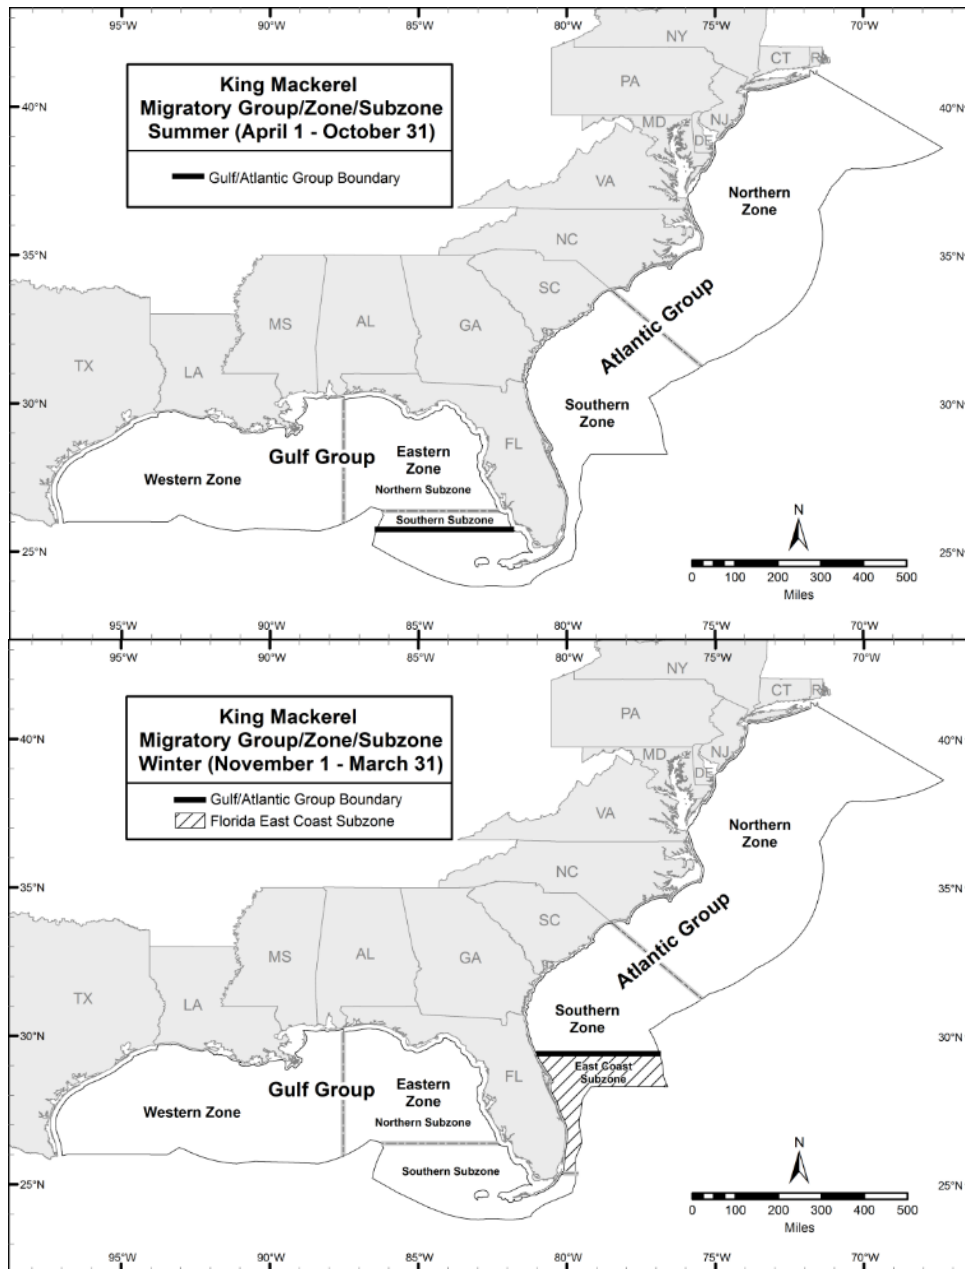 95°W 90°W 85°W 80°W 75°W 70°W
NY
CT RI
King Mackerel
Migratory Group/Zone/Subzone
Summer (April 1 - October 31)
Gulf/Atlantic Group Boundary
PA
40°N 40°N
MD NJ
DE
VA
Northern
Zone
NC
35°N 35°N
SC
Atlantic Group
MS AL GA
TX LA
30°N 30°N
Southern
Zone
FL
Gulf Group
Eastern
Zone
Western Zone
Northern Subzone
Southern Subzone
N
25°N 25°N
0 100 200 300 400 500
Miles
95°W 90°W 85°W 80°W 75°W 70°W
95°W 90°W 85°W 80°W 75°W 70°W
NY
CT RI
King Mackerel
Migratory Group/Zone/Subzone
Winter (November 1 - March 31)
Gulf/Atlantic Group Boundary
Florida East Coast Subzone
PA
40°N 40°N
MD NJ
DE
VA
Northern
Zone
NC
35°N 35°N
SC
Atlantic Group
MS AL GA
TX LA
Southern
Zone
30°N 30°N
East Coast
Subzone
FL
Gulf Group
Eastern
Zone
Western Zone
Northern Subzone
Southern Subzone
N
25°N 25°N
0 100 200 300 400 500
Miles
95°W 90°W 85°W 80°W 75°W 70°W